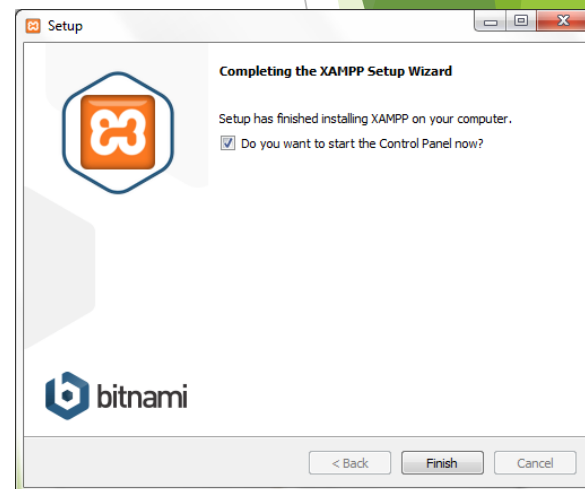 Setup
Completing the XAMPP Setup Wizard
Setup has finished installing XAMPP on your computer.
Do you want to start the Control Panel now?
bitnami
< Back
Finish
Cancel